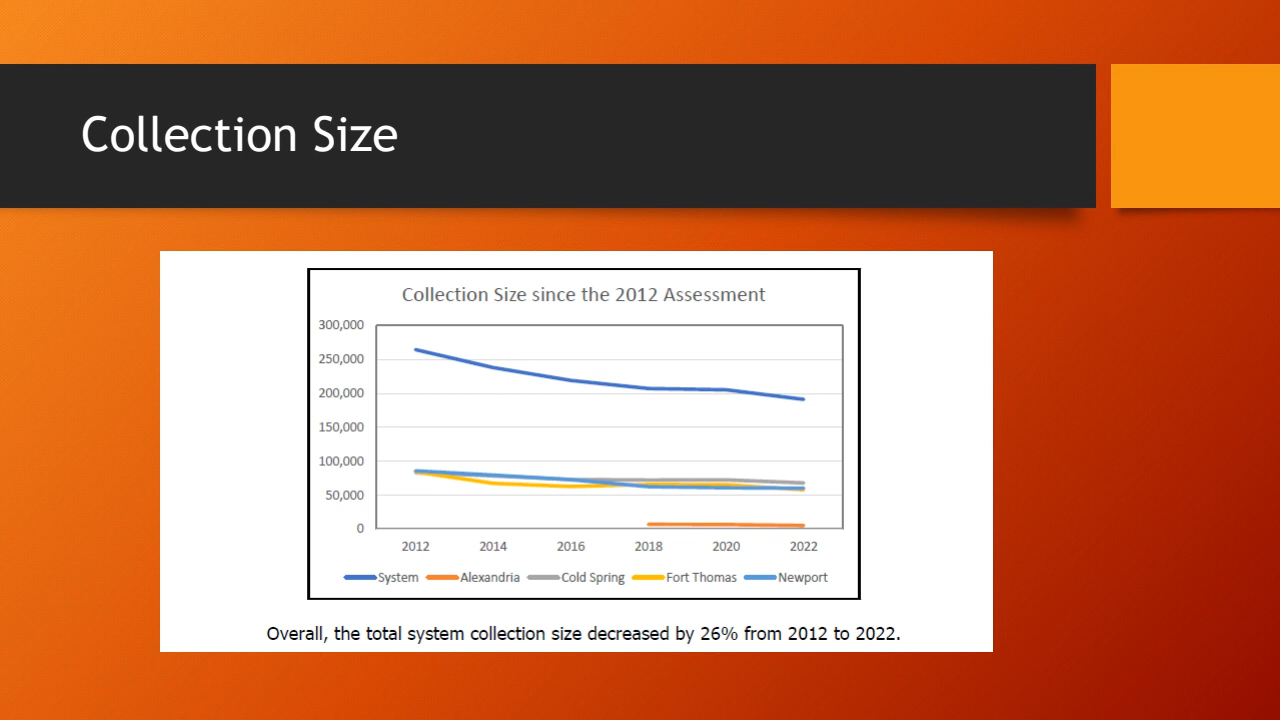 Collection Size
Collection Size since the 2012 Assessment
300,000
250,000
200,000
150,000
100,000
50,000
0
2012 2014 2016 2018 2020 2022
System Alexandria Cold Spring Fort Thomas Newport
Overall, the total system collection size decreased by 26% from 2012 to 2022.